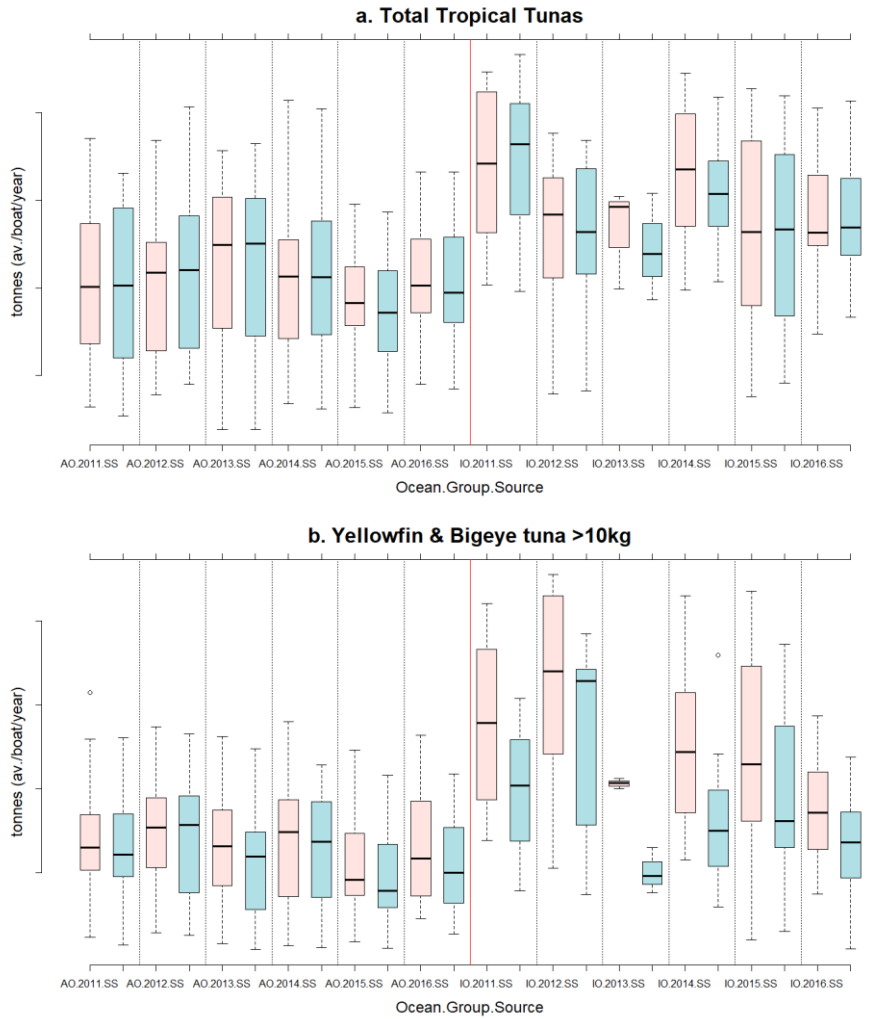 a. Total Tropical Tunas
tonnes (av./boat/year)
AO.2011.SS AO.2012.SS AO.2013.SS AO.2014.SS AO.2015.SS AO.2016.SS IO.2011.SS IO.2012.SS IO.2013.SS IO.2014.SS IO.2015.SS IO.2016.SS
Ocean.Group.Source
b. Yellowfin & Bigeye tuna >10kg
tonnes (av./boat/year)
AO.2011.SS AO.2012.SS AO.2013.SS AO.2014.SS AO.2015.SS AO.2016.SS IO.2011.SS IO.2012.SS IO.2013.SS IO.2014.SS IO.2015.SS IO.2016.SS
Ocean.Group.Source